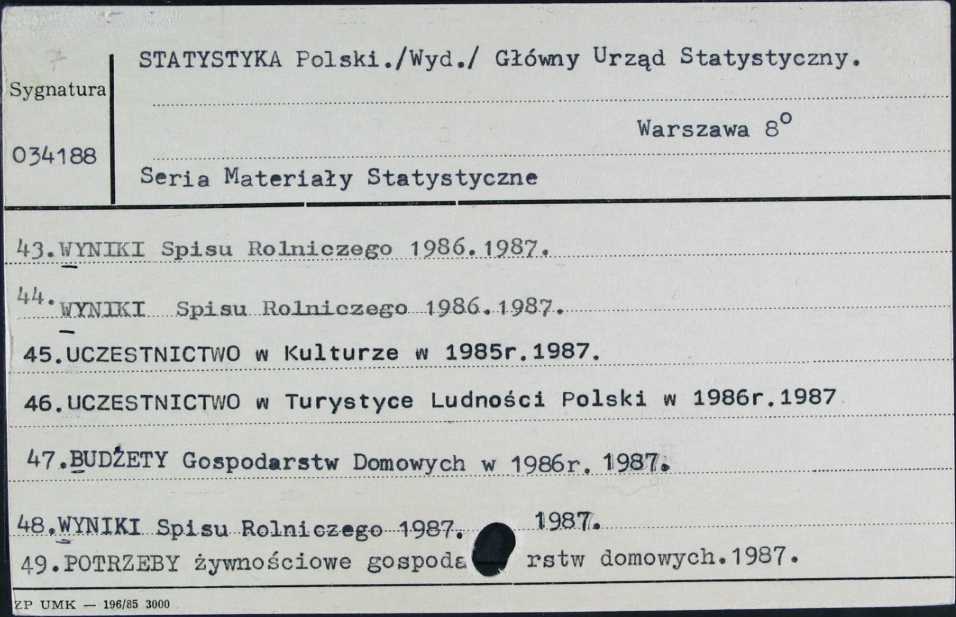 STATYSTYKA Polski./Wyd./ Główny Urząd Statystyczny.
Sygnatura
Warszawa 8°
034188
Seria Materiały Statystyczne
43.WYNIKI Spisu Rolniczego 1986.1987.
44.WYNIKI Spisu Rolniczego 1986.1987.
45.UCZESTNICTWO w Kulturze w 1985r.1987.
46.UCZESTNICTWO w Turystyce Ludności Polski w 1986r.1987
47.BUDŻETY Gospodarstw Domowych w 1986r. 1987.
48.WYNIKI Spisu Rolniczego 1987. 1987.
49.POTRZEBY żywnościowe gospoda rstw domowych.1987.
ZP UMK — 196/85 3000